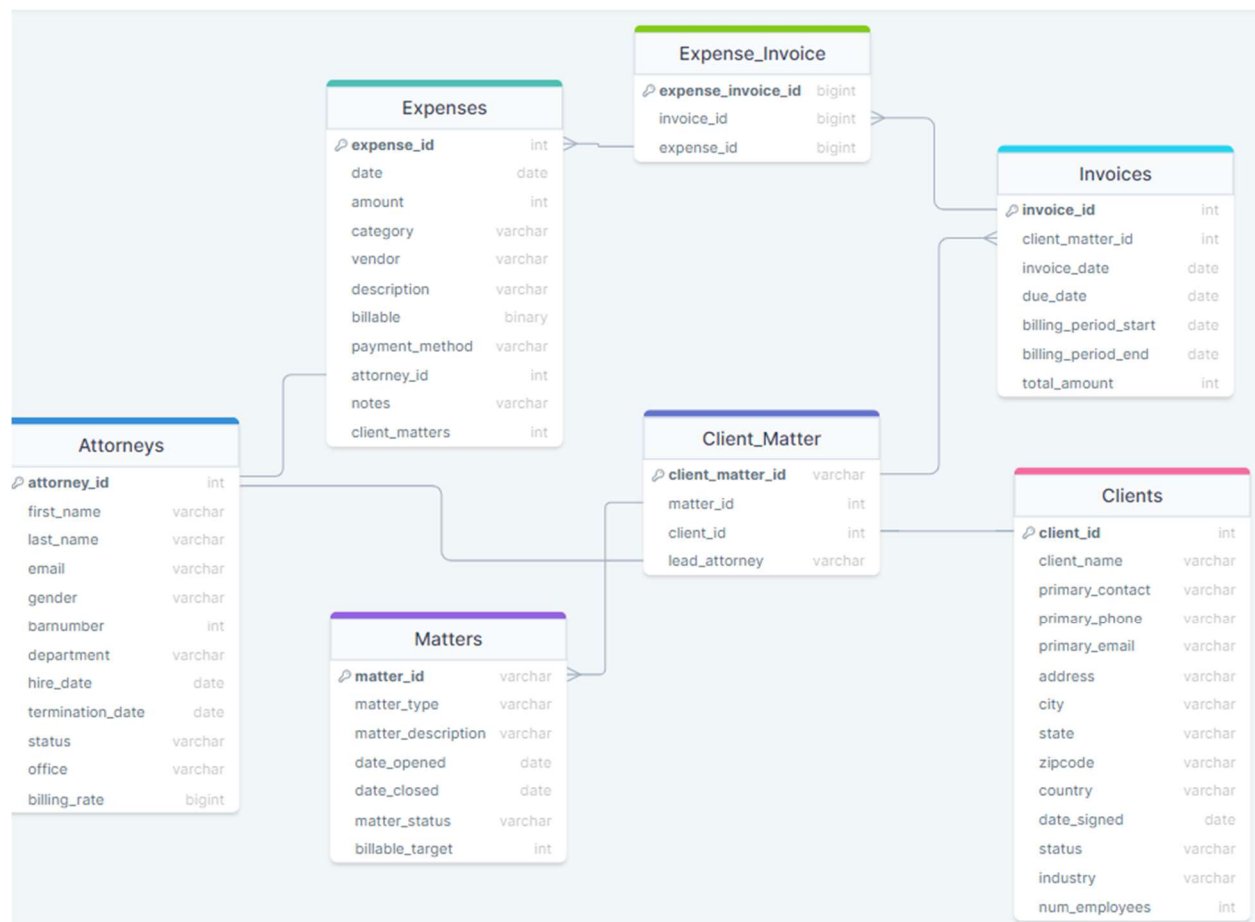 Expense_Invoice
expense_invoice_id bigint
invoice_id bigint
expense_id bigint
Expenses
expense_id int
date date
amount int
category varchar
vendor varchar
description varchar
billable binary
payment_method varchar
attorney_id int
notes varchar
client_matters int
Invoices
invoice_id int
client_matter_id int
invoice_date date
due_date date
billing_period_start date
billing_period_end date
total_amount int
Attorneys
attorney_id int
first_name varchar
last_name varchar
email varchar
gender varchar
barnumber int
department varchar
hire_date date
termination_date date
status varchar
office varchar
billing_rate bigint
Client_Matter
client_matter_id varchar
matter_id int
client_id int
lead_attorney varchar
Matters
matter_id varchar
matter_type varchar
matter_description varchar
date_opened date
date_closed date
matter_status varchar
billable_target int
Clients
client_id int
client_name varchar
primary_contact varchar
primary_phone varchar
primary_email varchar
address varchar
city varchar
state varchar
zipcode varchar
country varchar
date_signed date
status varchar
industry varchar
num_employees int